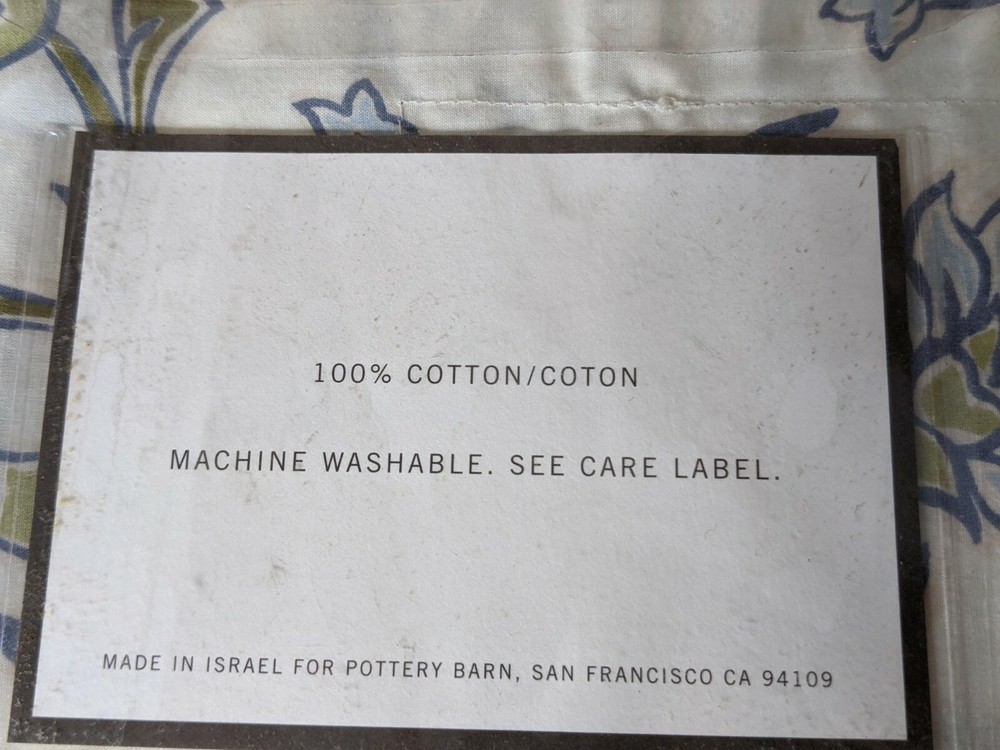 100% COTTON/COTON
MACHINE WASHABLE. SEE CARE LABEL.
MADE IN ISRAEL FOR POTTERY BARN, SAN FRANCISCO CA 94109